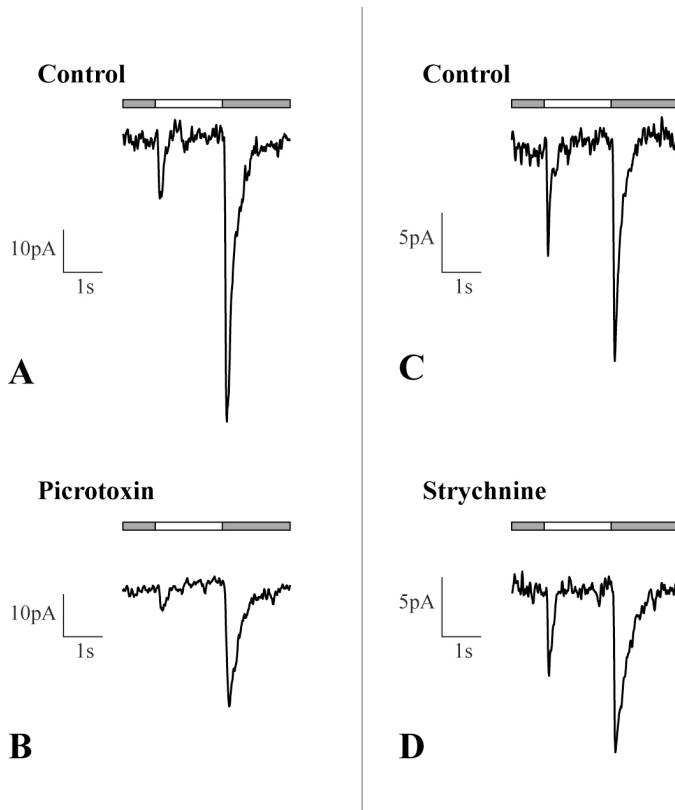 Control
10pA
1s
A
Picrotoxin
10pA
1s
B
Control
5pA
1s
C
Strychnine
5pA
1s
D